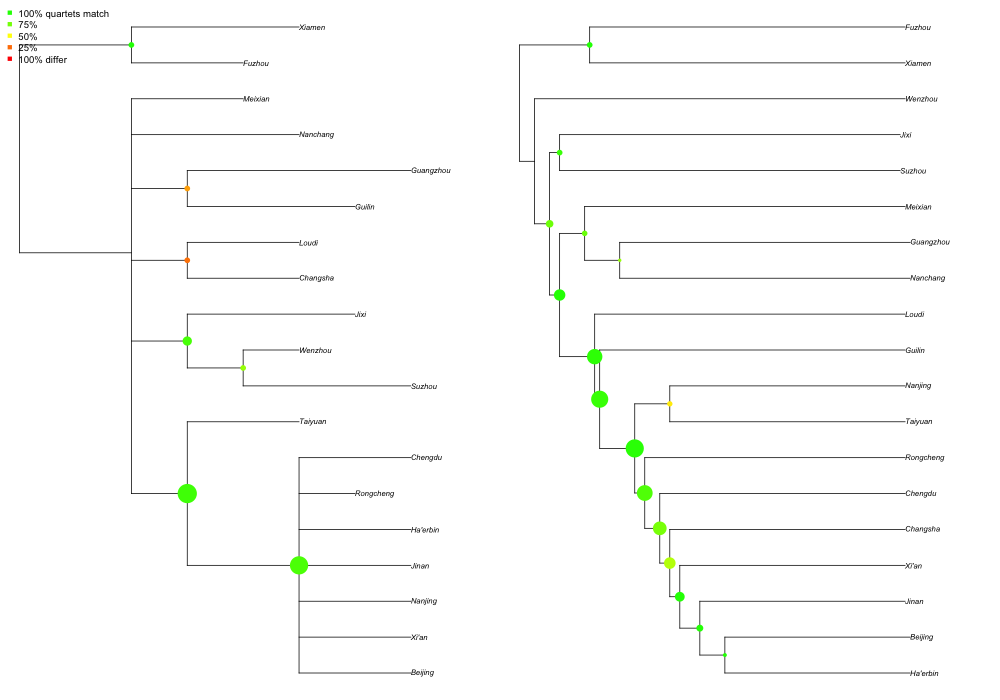 100% quartets match
75%
50%
25%
100% differ
Xiamen
Fuzhou
Meixian
Nanchang
Guangzhou
Guilin
Loudi
Changsha
Jixi
Wenzhou
Suzhou
Taiyuan
Chengdu
Rongcheng
Ha'erbin
Jinan
Nanjing
Xi'an
Beijing
Fuzhou
Xiamen
Wenzhou
Jixi
Suzhou
Meixian
Guangzhou
Nanchang
Loudi
Guilin
Nanjing
Taiyuan
Rongcheng
Chengdu
Changsha
Xi'an
Jinan
Beijing
Ha'erbin